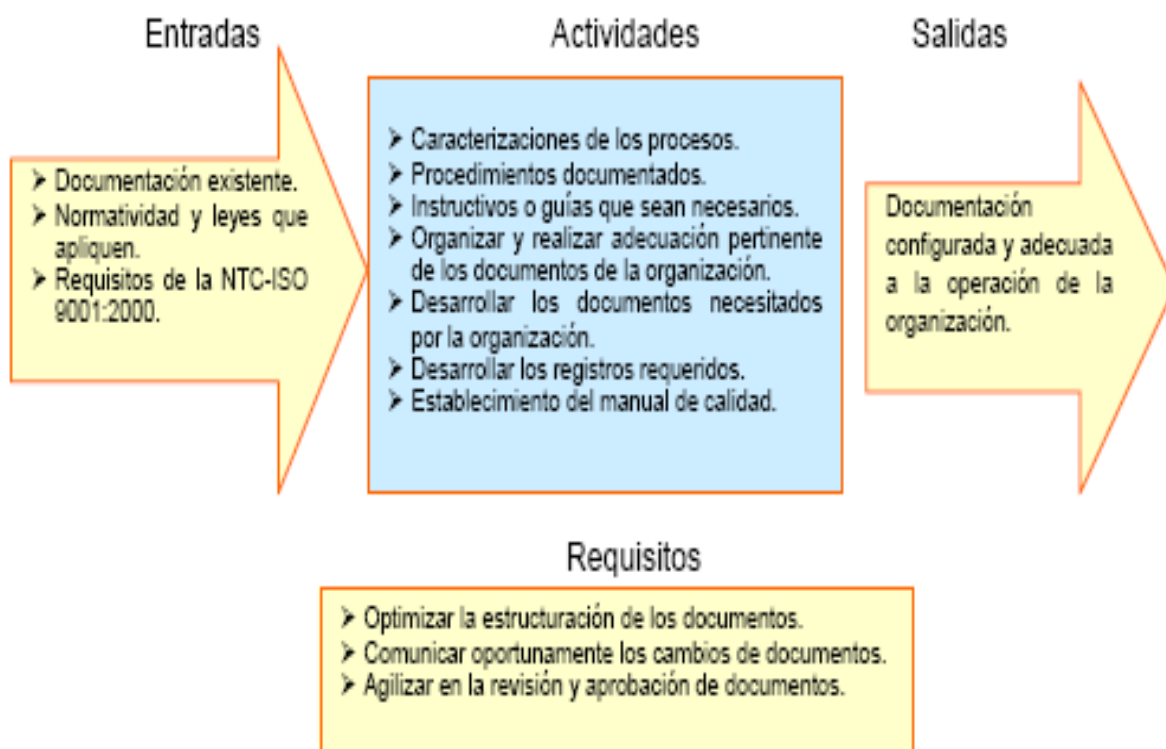 Entradas
➢ Documentación existente.
➢ Normatividad y leyes que
apliquen.
➢ Requisitos de la NTC-ISO
9001:2000.
Actividades
➢ Caracterizaciones de los procesos.
➢ Procedimientos documentados.
➢ Instructivos o guías que sean necesarios.
➢ Organizar y realizar adecuación pertinente
de los documentos de la organización.
➢ Desarrollar los documentos necesitados
por la organización.
➢ Desarrollar los registros requeridos.
➢ Establecimiento del manual de calidad.
Salidas
Documentación
configurada y adecuada
a la operación de la
organización.
Requisitos
➢ Optimizar la estructuración de los documentos.
➢ Comunicar oportunamente los cambios de documentos.
➢ Agilizar en la revisión y aprobación de documentos.